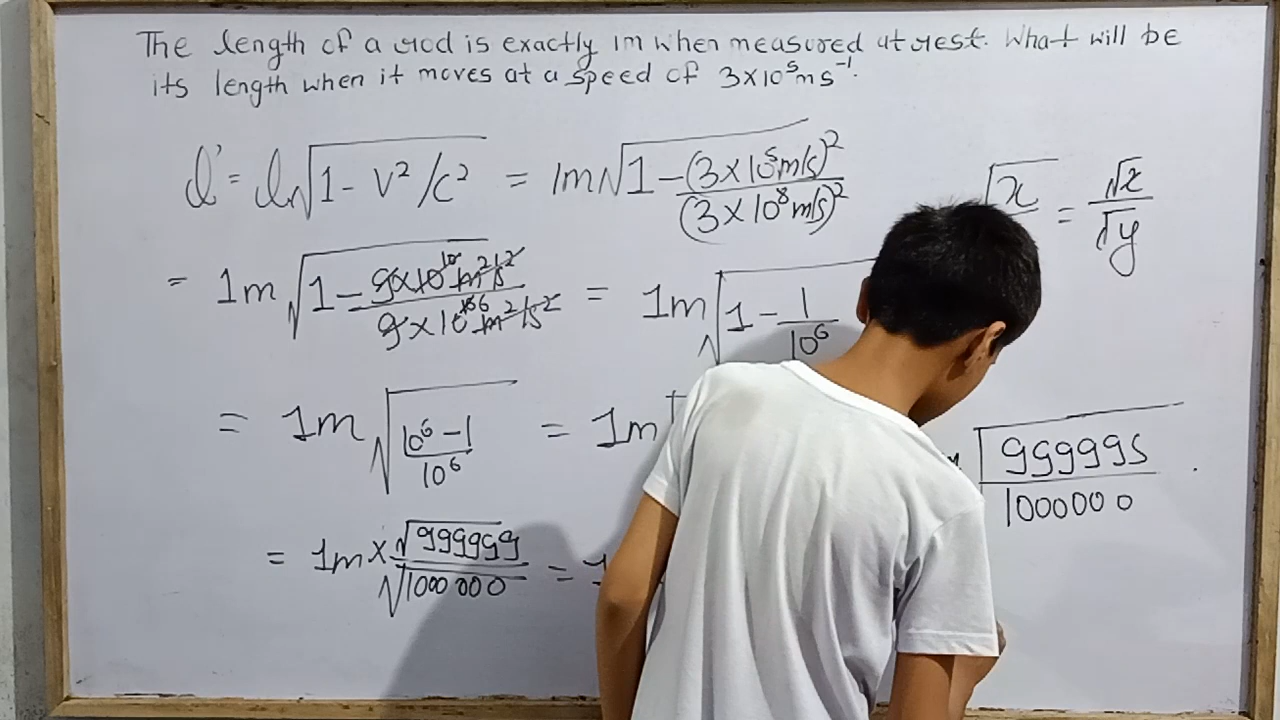 The length of a rod is exactly 1m when measured at rest. What will be
its length when it moves at a speed of 3×10⁵ms⁻¹.
l' = l√(1 - v²/c²) = 1m√(1 - (3×10⁵m/s)²/(3×10⁸m/s)²)
√x = √x/√y
= 1m√(1 - 9×10¹⁰m²/s²/9×10¹⁶m²/s²) = 1m√(1 - 1/10⁶)
= 1m√(10⁶-1/10⁶) = 1m √999995/1000000 .
= 1m × √999999/√1000000 =